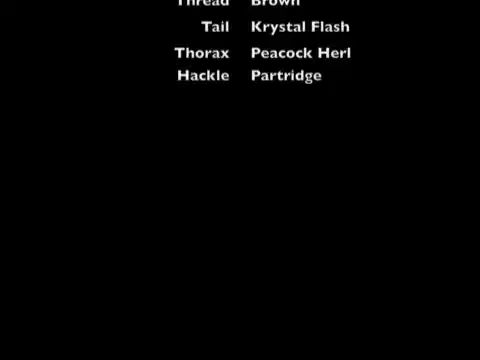 Thread Brown
Tail Krystal Flash
Thorax Peacock Herl
Hackle Partridge